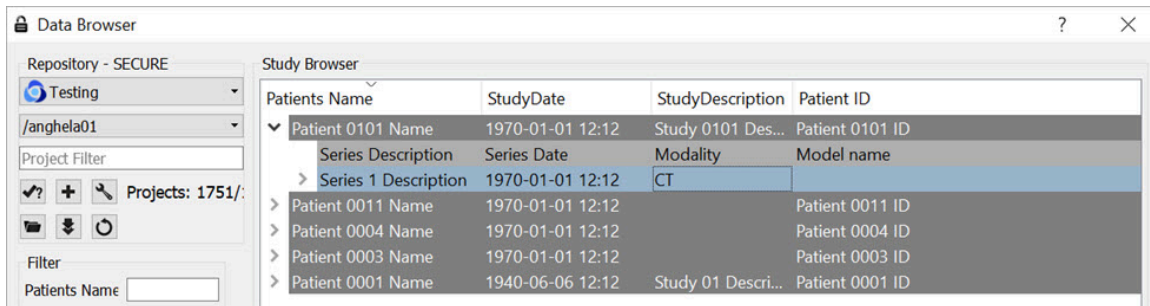 Data Browser
?
Repository - SECURE
Testing
/anghela01
Project Filter
Projects: 1751/
Filter
Patients Name
Study Browser
Patients Name StudyDate StudyDescription Patient ID
Patient 0101 Name 1970-01-01 12:12 Study 0101 Des... Patient 0101 ID
Series Description Series Date Modality Model name
Series 1 Description 1970-01-01 12:12 CT
Patient 0011 Name 1970-01-01 12:12 Patient 0011 ID
Patient 0004 Name 1970-01-01 12:12 Patient 0004 ID
Patient 0003 Name 1970-01-01 12:12 Patient 0003 ID
Patient 0001 Name 1940-06-06 12:12 Study 01 Descri... Patient 0001 ID